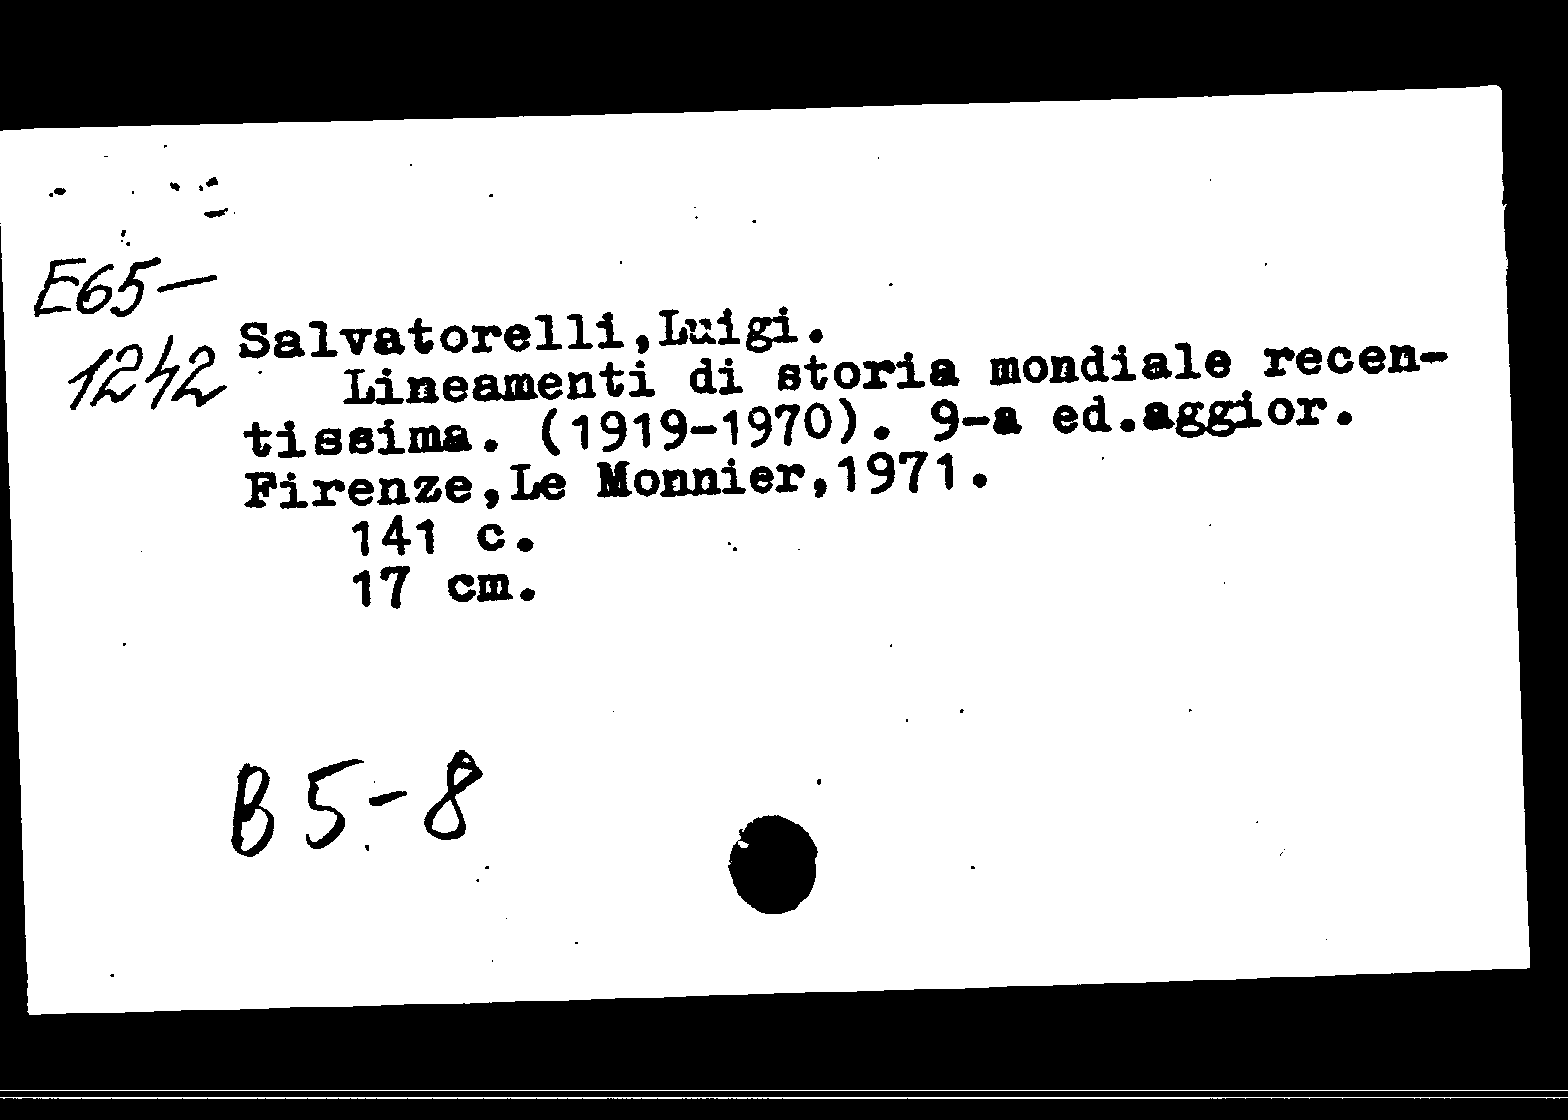 E65-
1242
Salvatorelli,Luigi.
Lineamenti di storia mondiale recen-
tissima. (1919-1970). 9-a ed.aggior.
Firenze,Le Monnier,1971.
141 c.
17 cm.
B 5-8